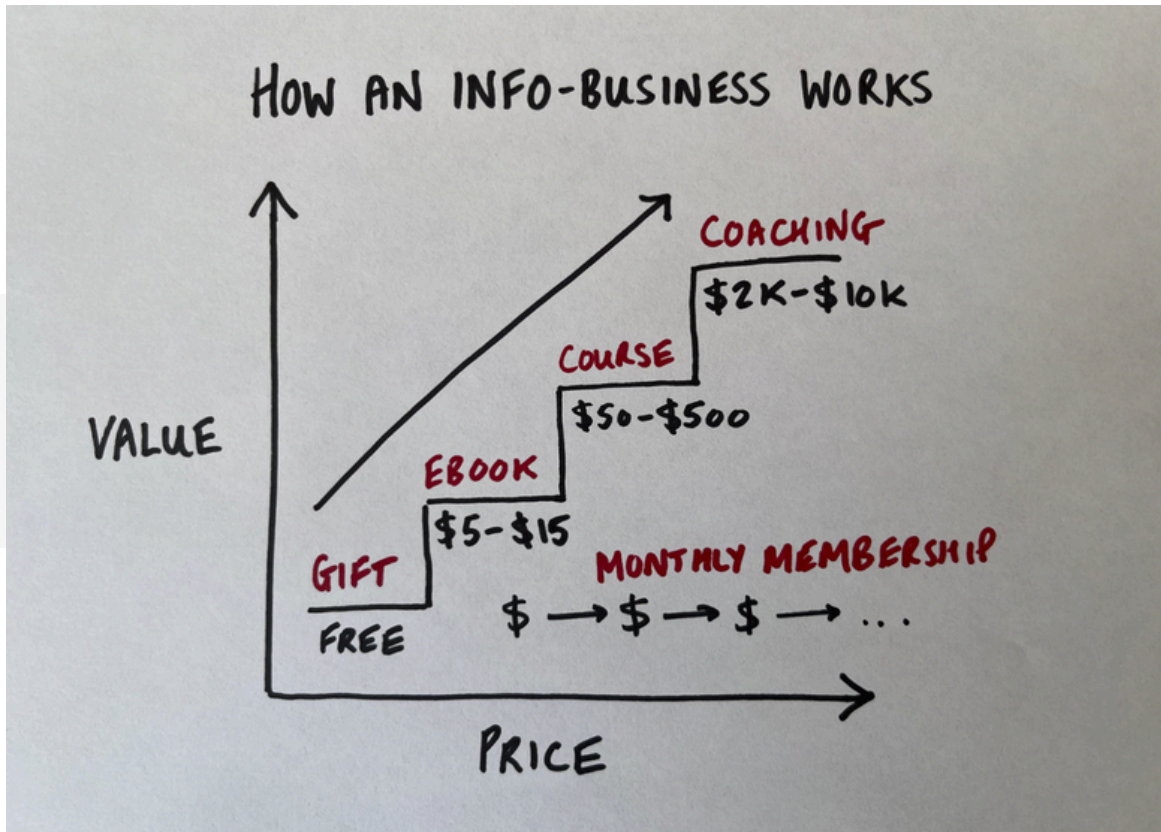 HOW AN INFO-BUSINESS WORKS
COACHING
$2K-$10K
COURSE
$50-$500
VALUE
EBOOK
$5-$15
MONTHLY MEMBERSHIP
$ → $ → $ → ...
GIFT
FREE
PRICE